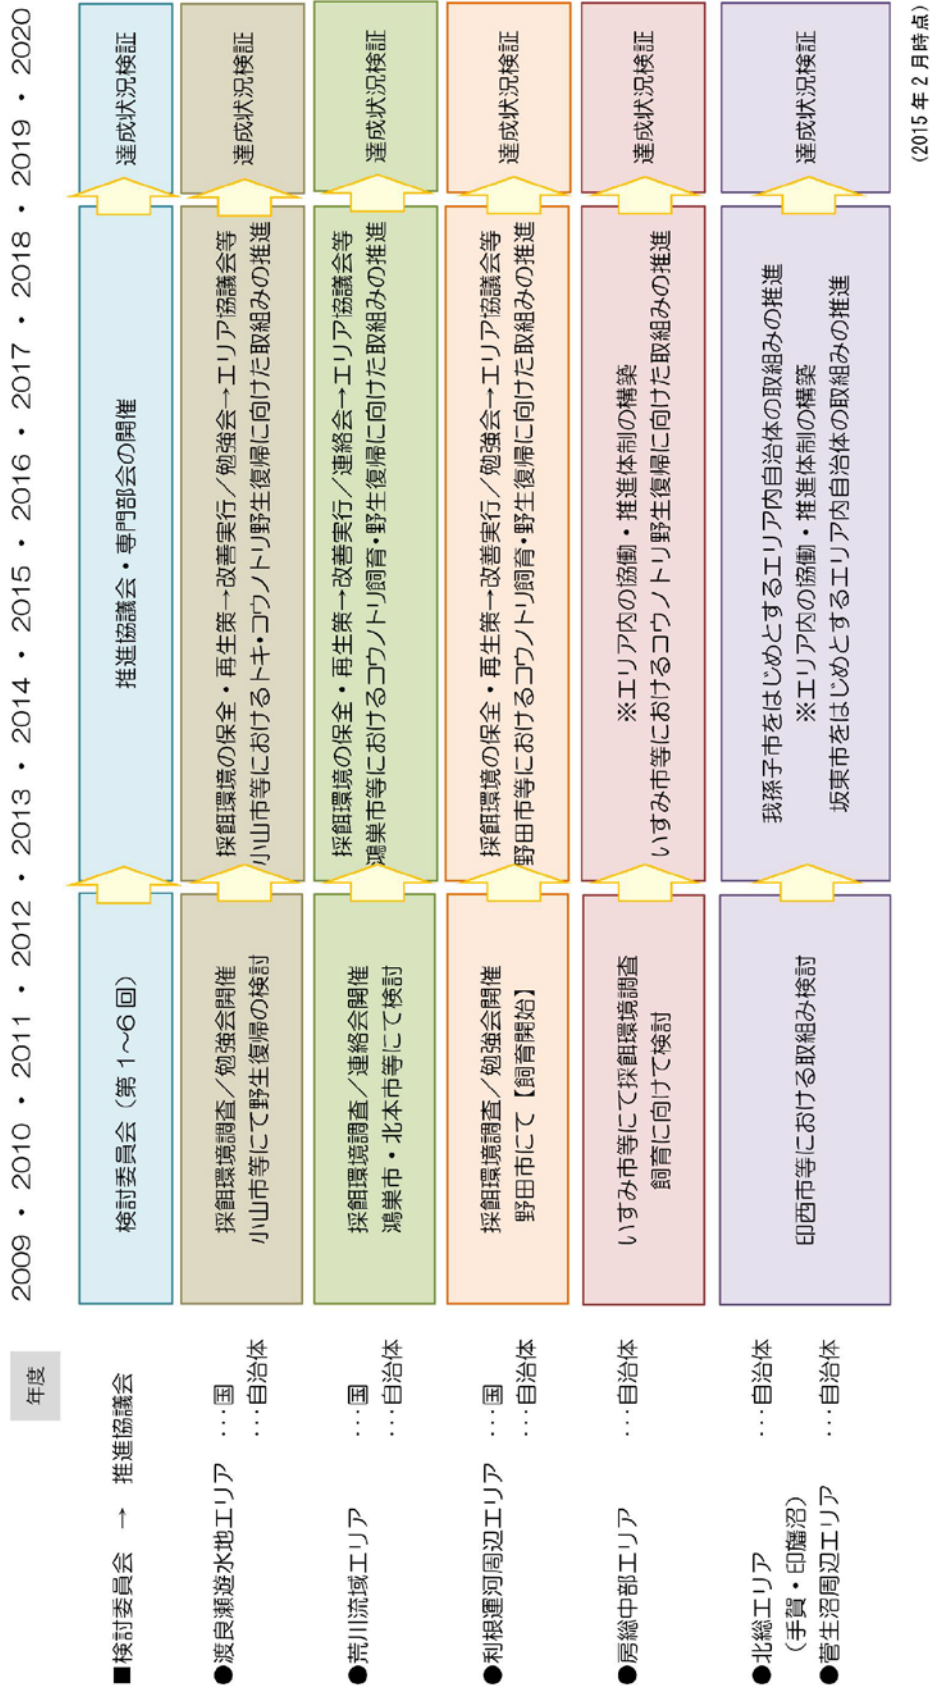 年度
2009・2010・2011・2012・2013・2014・2015・2016・2017・2018・2019・2020
■検討委員会 → 推進協議会
検討委員会(第1~6回)
推進協議会・専門部会の開催
達成状況検証
●渡良瀬遊水地エリア …国
…自治体
採餌環境調査/勉強会開催
小山市等にて野生復帰の検討
採餌環境の保全・再生策→改善実行/勉強会→エリア協議会等
小山市等におけるトキ・コウノトリ野生復帰に向けた取組みの推進
達成状況検証
●荒川流域エリア …国
…自治体
採餌環境調査/連絡会開催
鴻巣市・北本市等にて検討
採餌環境の保全・再生策→改善実行/連絡会→エリア協議会等
鴻巣市等におけるコウノトリ飼育・野生復帰に向けた取組みの推進
達成状況検証
●利根運河周辺エリア …国
…自治体
採餌環境調査/勉強会開催
野田市にて【飼育開始】
採餌環境の保全・再生策→改善実行/勉強会→エリア協議会等
野田市等におけるコウノトリ飼育・野生復帰に向けた取組みの推進
達成状況検証
●房総中部エリア …自治体
いすみ市等にて採餌環境調査
飼育に向けて検討
※エリア内の協働・推進体制の構築
いすみ市等におけるコウノトリ野生復帰に向けた取組みの推進
達成状況検証
●北総エリア …自治体
(手賀・印旛沼)
●菅生沼周辺エリア …自治体
印西市等における取組み検討
我孫子市をはじめとするエリア内自治体の取組みの推進
※エリア内の協働・推進体制の構築
坂東市をはじめとするエリア内自治体の取組みの推進
達成状況検証
(2015年2月時点)